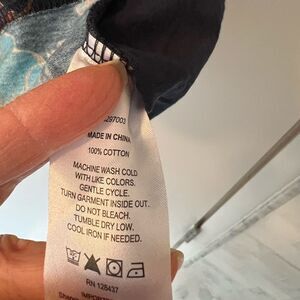 297003
MADE IN CHINA
100% COTTON
MACHINE WASH COLD
WITH LIKE COLORS.
GENTLE CYCLE.
TURN GARMENT INSIDE OUT.
DO NOT BLEACH.
TUMBLE DRY LOW.
COOL IRON IF NEEDED.
RN 128437